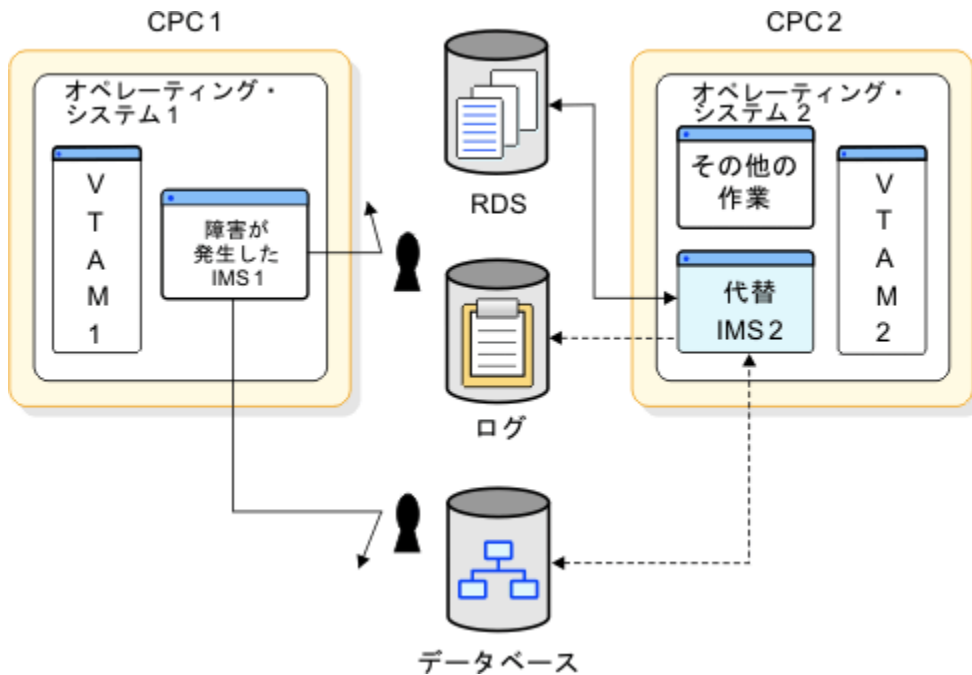 CPC 1
オペレーティング・
システム 1
V
T
A
M
1
障害が
発生した
IMS 1
RDS
ログ
データベース
CPC 2
オペレーティング・
システム 2
その他の
作業
代替
IMS 2
V
T
A
M
2